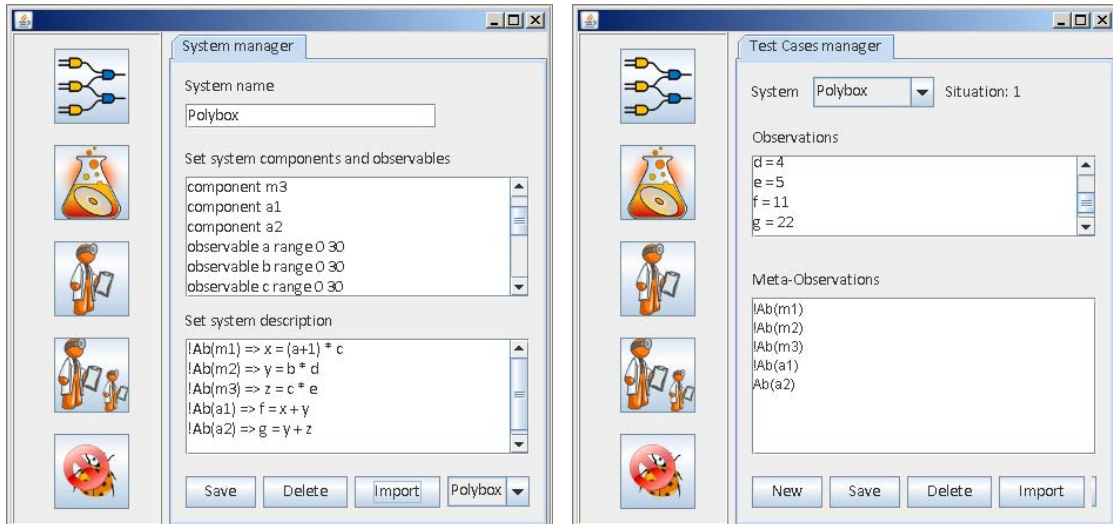 System manager
System name
Polybox
Set system components and observables
component m3
component a1
component a2
observable a range 0 30
observable b range 0 30
observable c range 0 30
Set system description
!Ab(m1) => x = (a+1) * c
!Ab(m2) => y = b * d
!Ab(m3) => z = c * e
!Ab(a1) => f = x + y
!Ab(a2) => g = y + z
Save Delete Import Polybox
Test Cases manager
System Polybox Situation: 1
Observations
d = 4
e = 5
f = 11
g = 22
Meta-Observations
!Ab(m1)
!Ab(m2)
!Ab(m3)
!Ab(a1)
Ab(a2)
New Save Delete Import